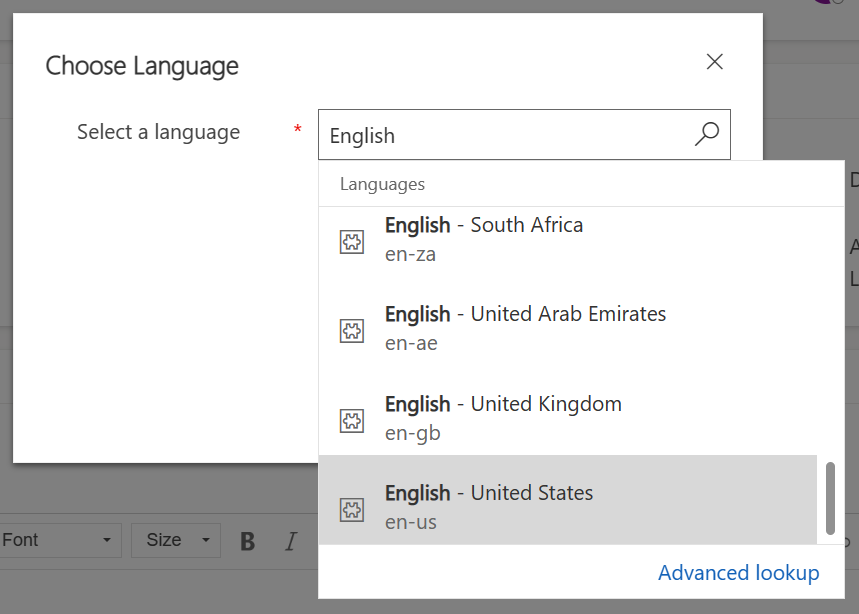 Choose Language
Select a language *
English
Languages
English - South Africa
en-za
English - United Arab Emirates
en-ae
English - United Kingdom
en-gb
English - United States
en-us
Font
Size
B
I
Advanced lookup